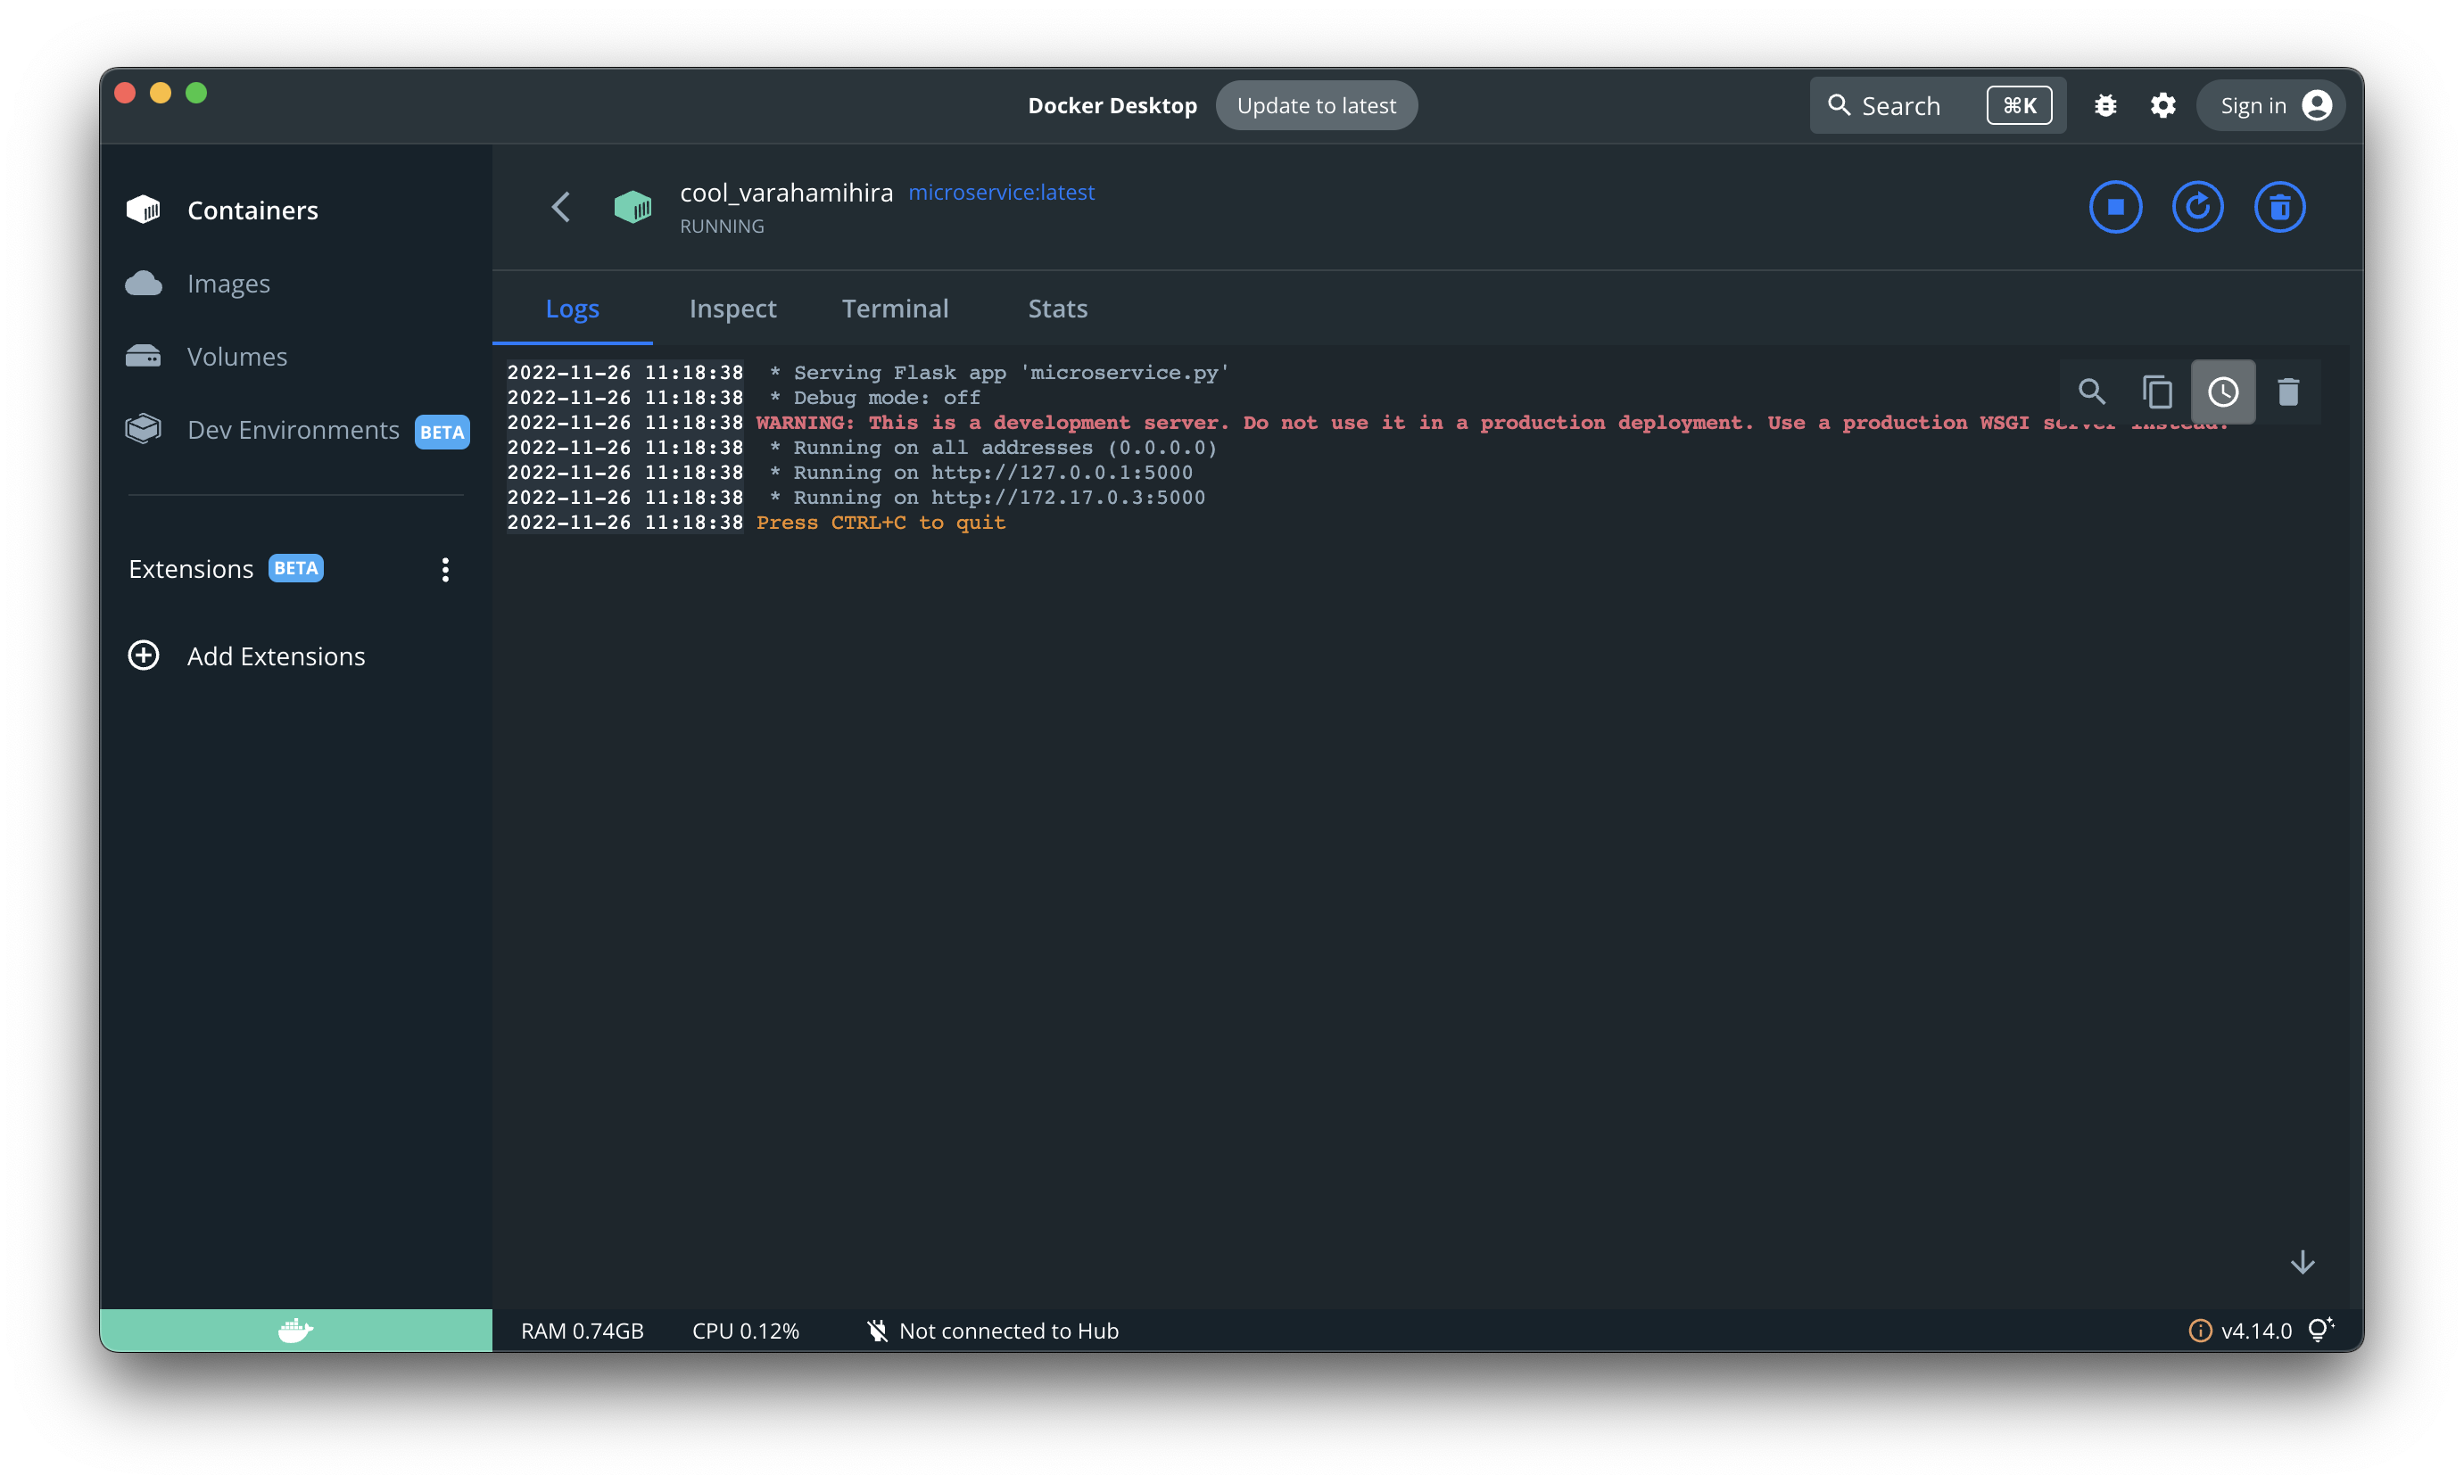 Docker Desktop Update to latest
Search ⌘K Sign in
Containers
Images
Volumes
Dev Environments BETA
Extensions BETA
Add Extensions
cool_varahamihira microservice:latest
RUNNING
Logs Inspect Terminal Stats
2022-11-26 11:18:38 * Serving Flask app 'microservice.py'
2022-11-26 11:18:38 * Debug mode: off
2022-11-26 11:18:38 WARNING: This is a development server. Do not use it in a production deployment. Use a production WSGI server instead.
2022-11-26 11:18:38 * Running on all addresses (0.0.0.0)
2022-11-26 11:18:38 * Running on http://127.0.0.1:5000
2022-11-26 11:18:38 * Running on http://172.17.0.3:5000
2022-11-26 11:18:38 Press CTRL+C to quit
RAM 0.74GB CPU 0.12% Not connected to Hub v4.14.0